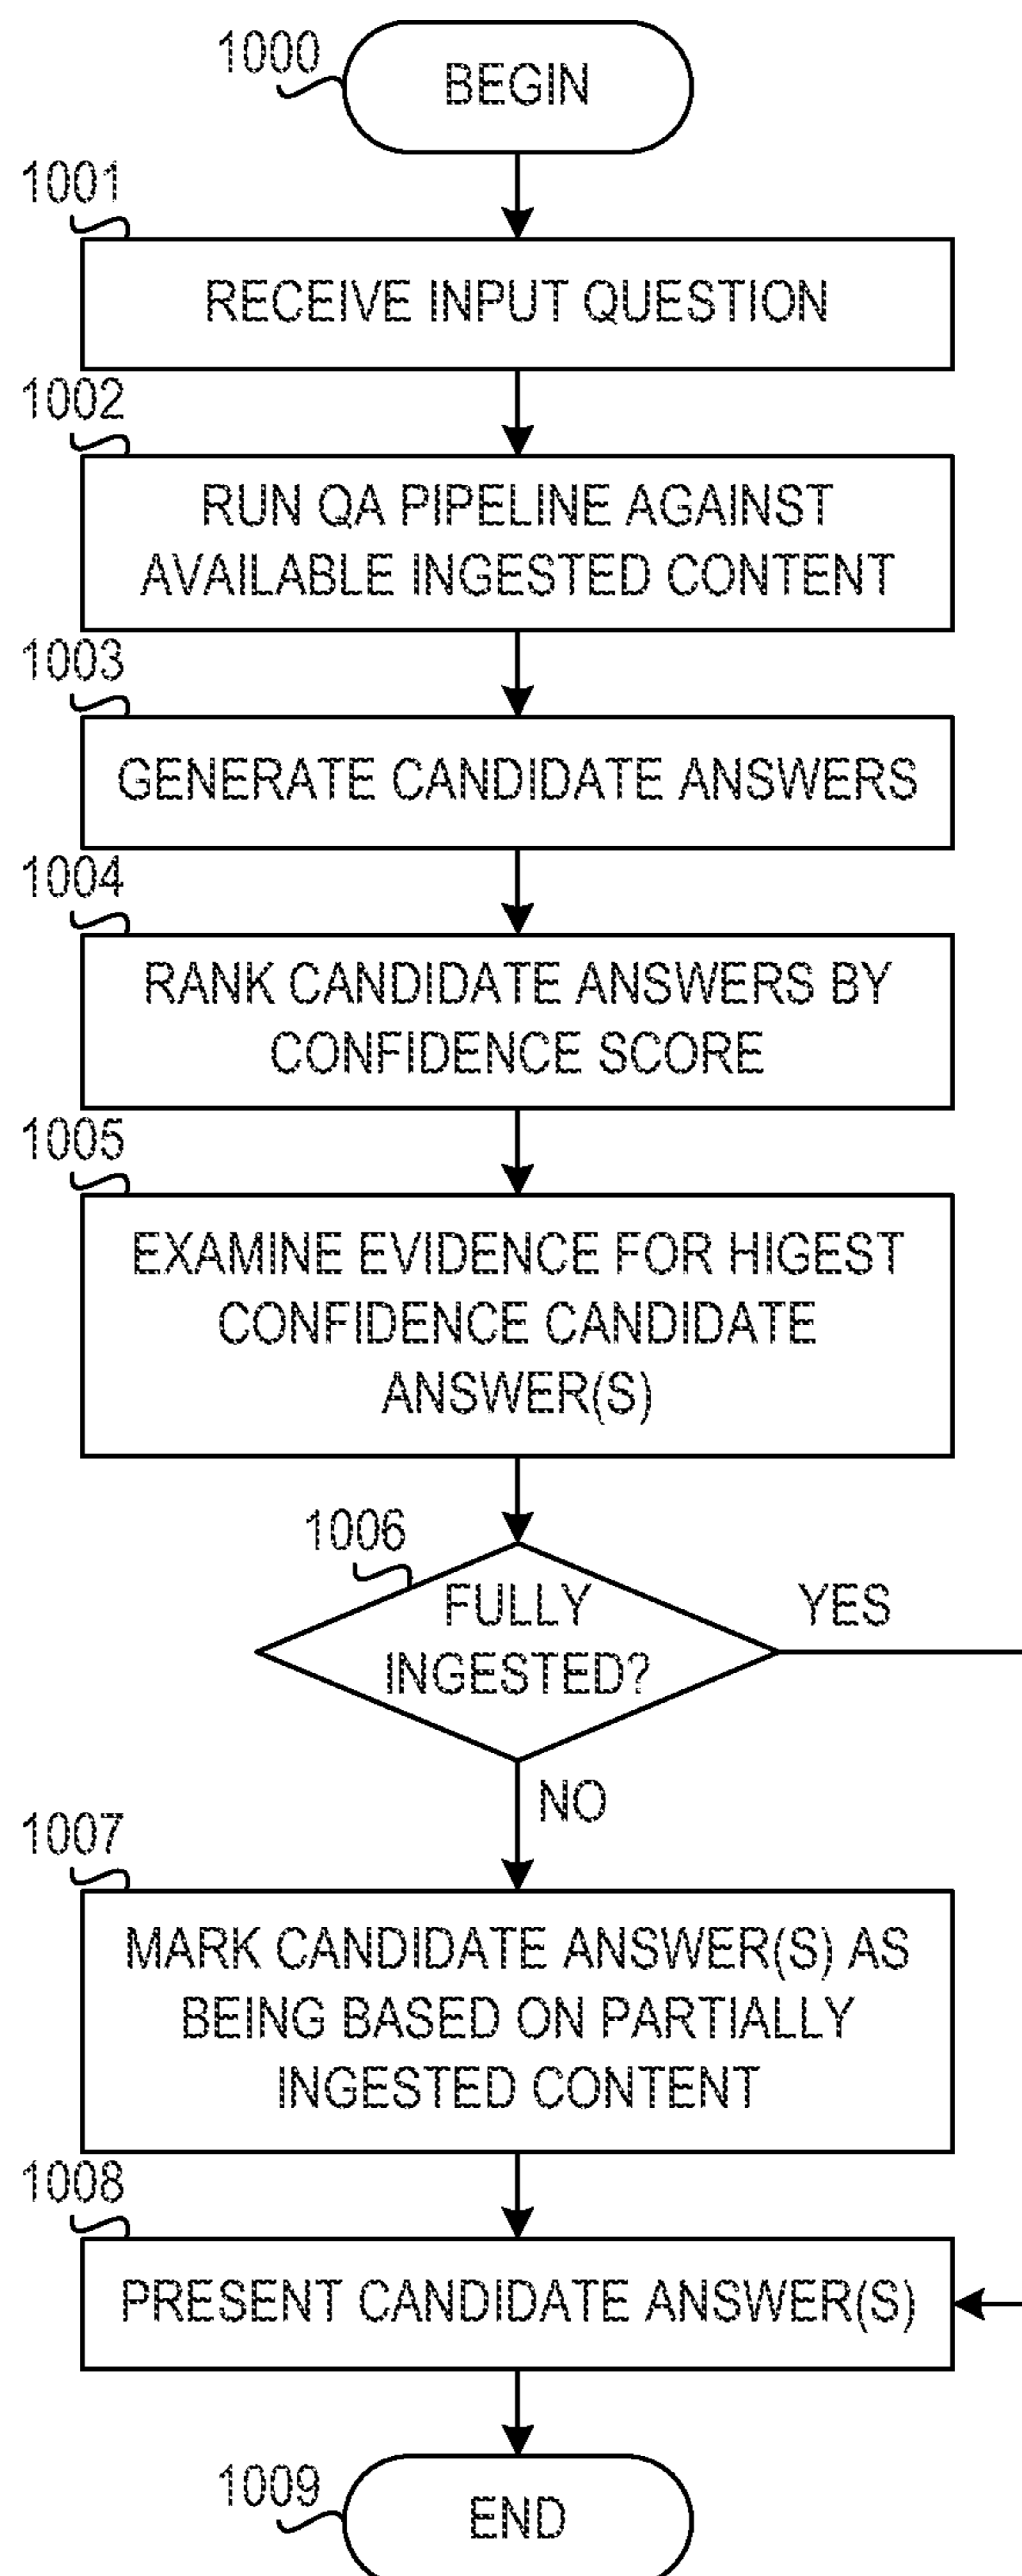 1000
BEGIN
1001
RECEIVE INPUT QUESTION
1002
RUN QA PIPELINE AGAINST
AVAILABLE INGESTED CONTENT
1003
GENERATE CANDIDATE ANSWERS
1004
RANK CANDIDATE ANSWERS BY
CONFIDENCE SCORE
1005
EXAMINE EVIDENCE FOR HIGEST
CONFIDENCE CANDIDATE
ANSWER(S)
1006
FULLY
INGESTED?
YES
NO
1007
MARK CANDIDATE ANSWER(S) AS
BEING BASED ON PARTIALLY
INGESTED CONTENT
1008
PRESENT CANDIDATE ANSWER(S)
1009
END